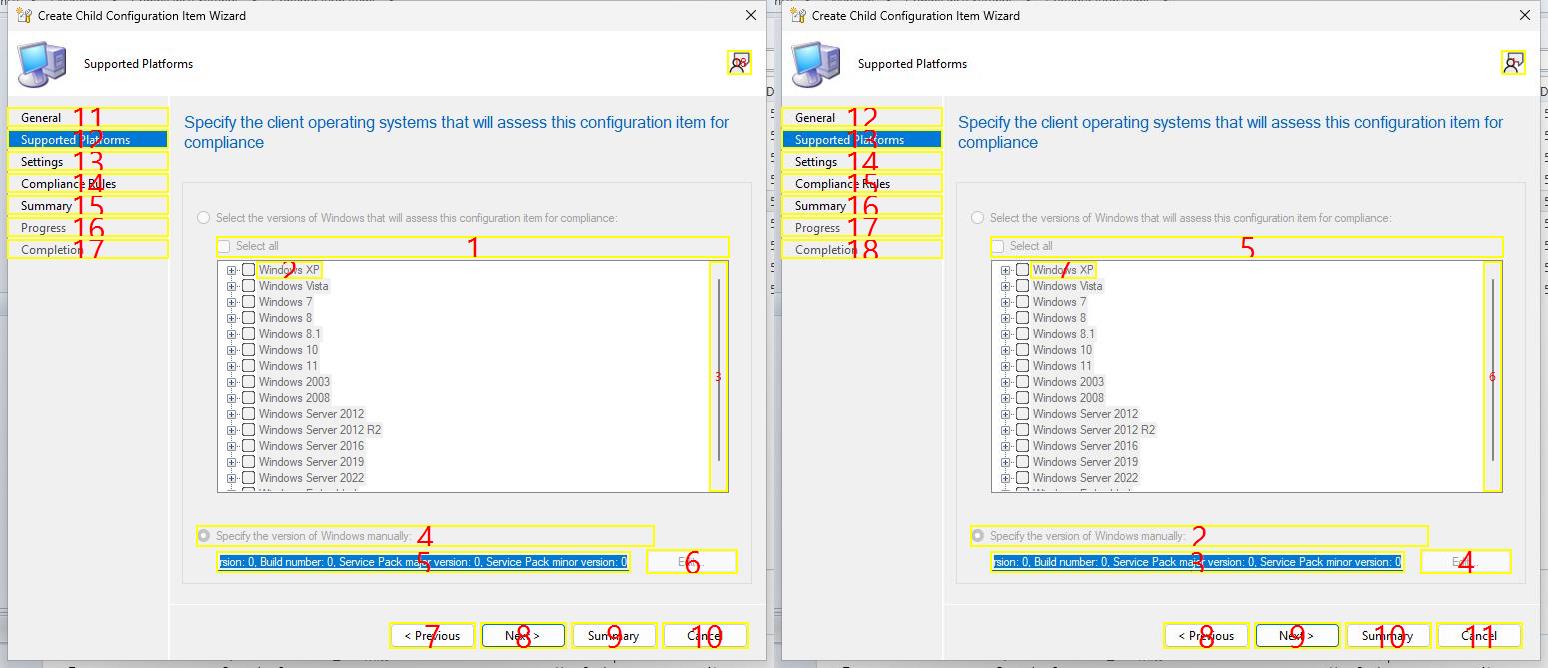 Create Child Configuration Item Wizard
Supported Platforms
18
General 11
Supported Platforms 12
Settings 13
Compliance Rules 14
Summary 15
Progress 16
Completion 17
Specify the client operating systems that will assess this configuration item for
compliance
Select the versions of Windows that will assess this configuration item for compliance:
Select all 1
Windows XP 2
Windows Vista
Windows 7
Windows 8
Windows 8.1
Windows 10
Windows 11
Windows 2003
3
Windows 2008
Windows Server 2012
Windows Server 2012 R2
Windows Server 2016
Windows Server 2019
Windows Server 2022
Specify the version of Windows manually: 4
rsion: 0, Build number: 0, Service Pack major version: 0, Service Pack minor version: 0 5
6
< Previous 7
Next > 8
Summary 9
Cancel 10
Create Child Configuration Item Wizard
Supported Platforms
General 12
Supported Platforms 13
Settings 14
Compliance Rules 15
Summary 16
Progress 17
Completion 18
Specify the client operating systems that will assess this configuration item for
compliance
Select the versions of Windows that will assess this configuration item for compliance:
Select all 5
Windows XP 7
Windows Vista
Windows 7
Windows 8
Windows 8.1
Windows 10
Windows 11
Windows 2003
6
Windows 2008
Windows Server 2012
Windows Server 2012 R2
Windows Server 2016
Windows Server 2019
Windows Server 2022
Specify the version of Windows manually: 2
rsion: 0, Build number: 0, Service Pack major version: 0, Service Pack minor version: 0 3
4
< Previous 8
Next > 9
Summary 10
Cancel 11